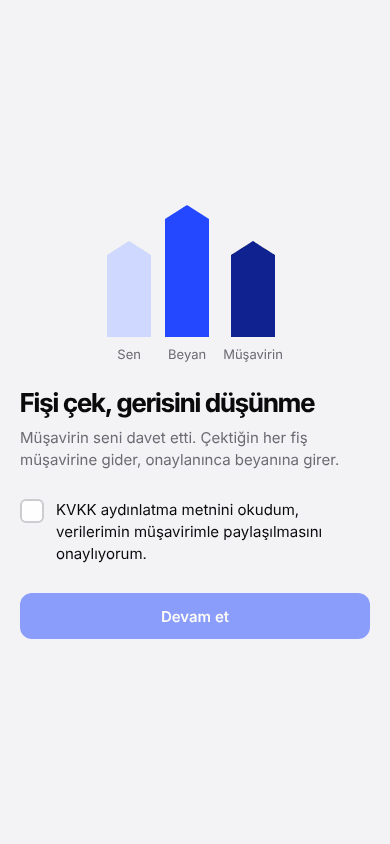 Sen
Beyan
Müşavirin
Fişi çek, gerisini düşünme
Müşavirin seni davet etti. Çektiğin her fiş
müşavirine gider, onaylanınca beyanına girer.
KVKK aydınlatma metnini okudum,
verilerimin müşavirimle paylaşılmasını
onaylıyorum.
Devam et